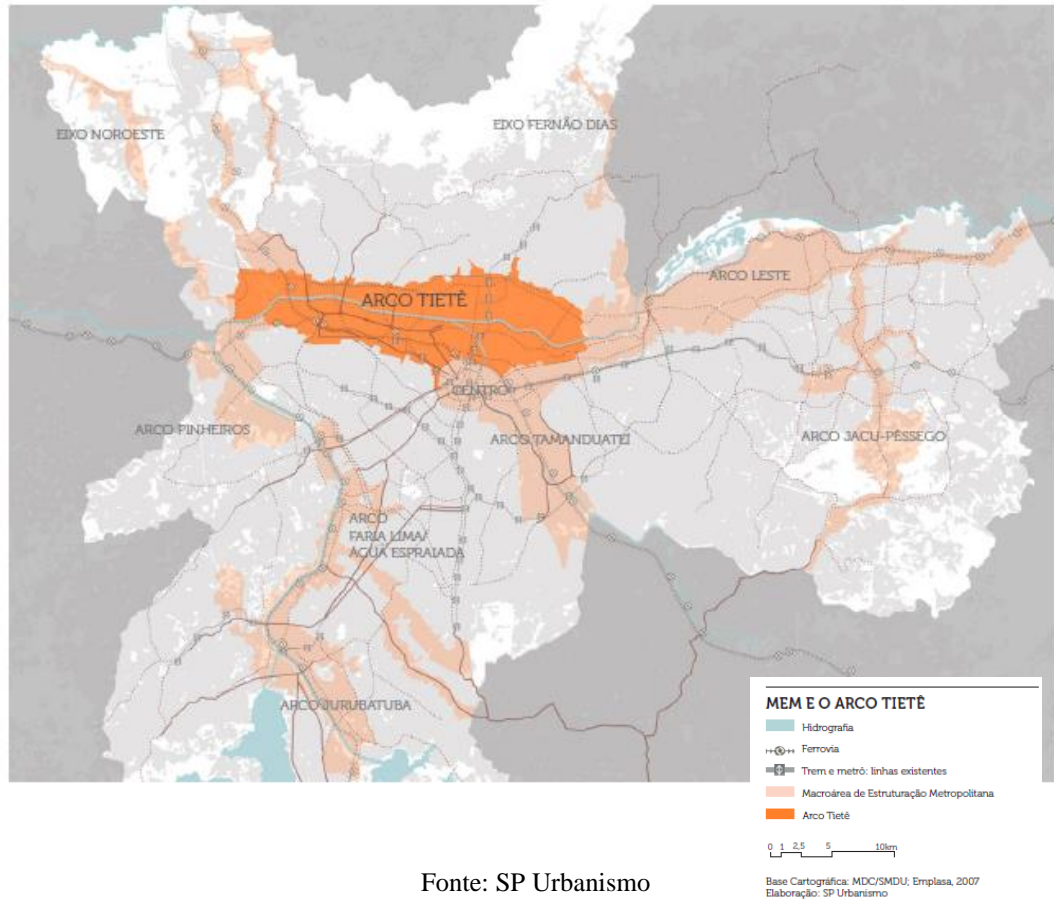 EIXO NOROESTE
EIXO FERNÃO DIAS
ARCO LESTE
ARCO TIETÊ
CENTRO
ARCO PINHEIROS
ARCO TAMANDUATEÍ
ARCO JACU-PÊSSEGO
ARCO
FARIA LIMA/
ÁGUA ESPRAIADA
ARCO JURUBATUBA
MEM E O ARCO TIETÊ
Hidrografia
Ferrovia
Trem e metrô: linhas existentes
Macroárea de Estruturação Metropolitana
Arco Tietê
0 1 2,5 5 10km
Base Cartográfica: MDC/SMDU; Emplasa, 2007
Elaboração: SP Urbanismo
Fonte: SP Urbanismo